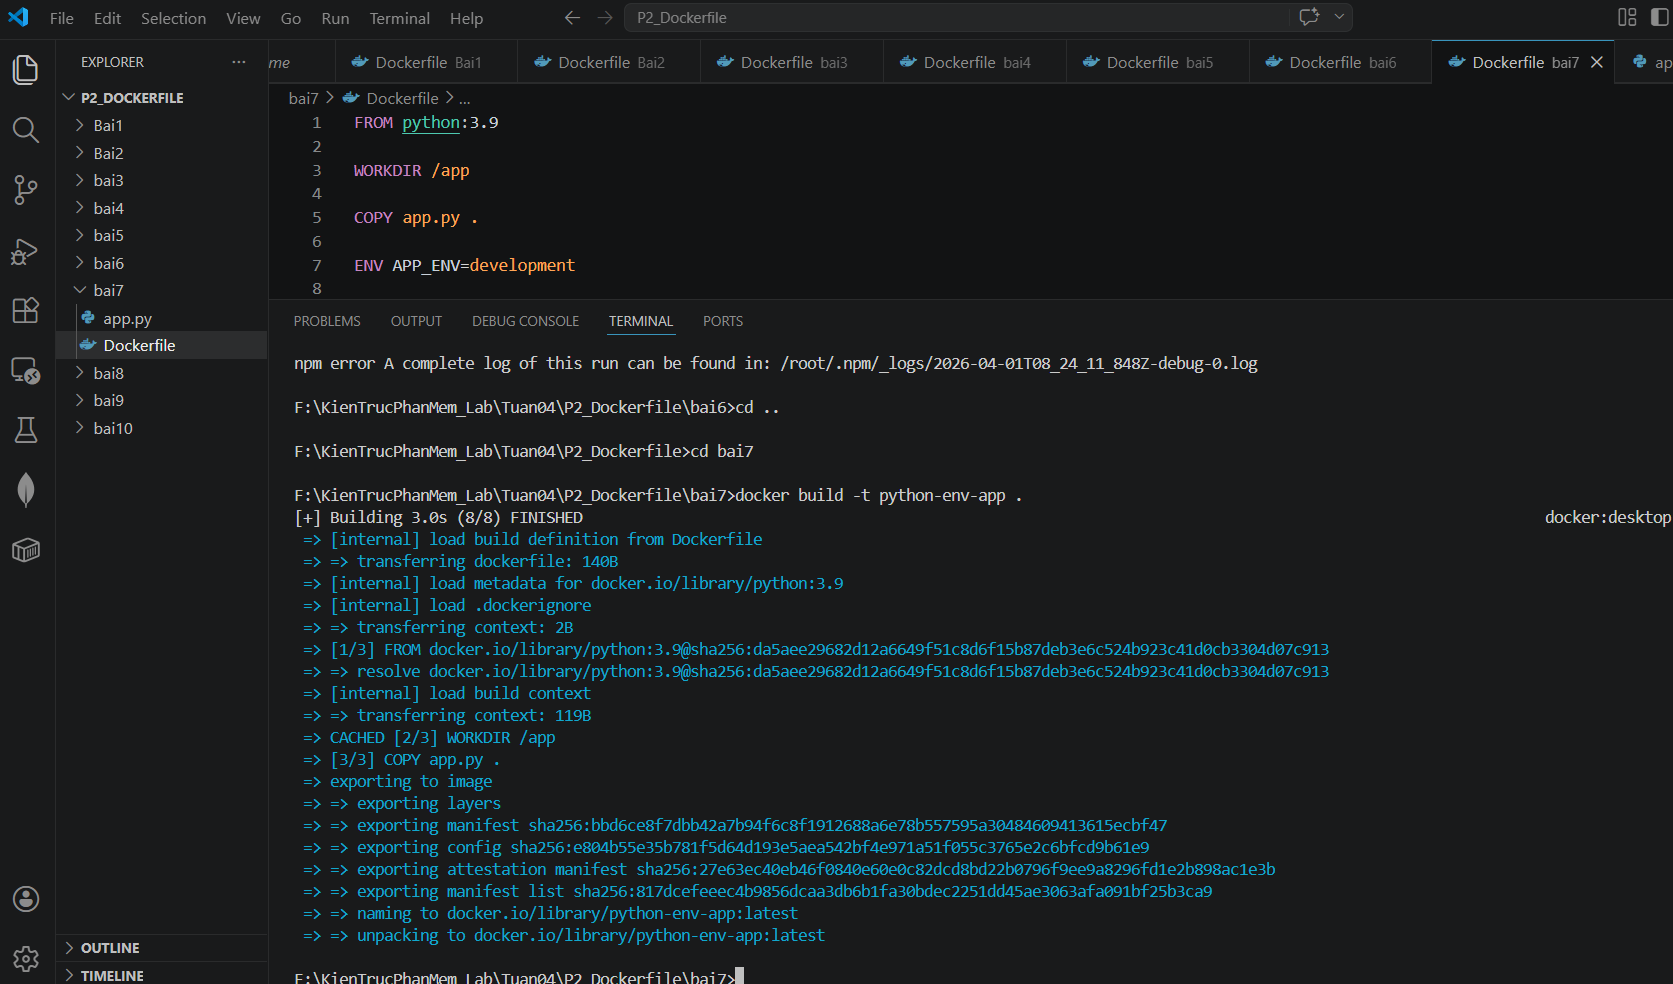 File Edit Selection View Go Run Terminal Help
P2_Dockerfile
EXPLORER
P2_DOCKERFILE
Bai1
Bai2
bai3
bai4
bai5
bai6
bai7
app.py
Dockerfile
bai8
bai9
bai10
OUTLINE
TIMELINE
me Dockerfile Bai1 Dockerfile Bai2 Dockerfile bai3 Dockerfile bai4 Dockerfile bai5 Dockerfile bai6 Dockerfile bai7 ap
bai7 > Dockerfile > ...
1 FROM python:3.9
2
3 WORKDIR /app
4
5 COPY app.py .
6
7 ENV APP_ENV=development
8
PROBLEMS OUTPUT DEBUG CONSOLE TERMINAL PORTS
npm error A complete log of this run can be found in: /root/.npm/_logs/2026-04-01T08_24_11_848Z-debug-0.log
F:\KienTrucPhanMem_Lab\Tuan04\P2_Dockerfile\bai6>cd ..
F:\KienTrucPhanMem_Lab\Tuan04\P2_Dockerfile>cd bai7
F:\KienTrucPhanMem_Lab\Tuan04\P2_Dockerfile\bai7>docker build -t python-env-app .
[+] Building 3.0s (8/8) FINISHED docker:desktop
=> [internal] load build definition from Dockerfile
=> => transferring dockerfile: 140B
=> [internal] load metadata for docker.io/library/python:3.9
=> [internal] load .dockerignore
=> => transferring context: 2B
=> [1/3] FROM docker.io/library/python:3.9@sha256:da5aee29682d12a6649f51c8d6f15b87deb3e6c524b923c41d0cb3304d07c913
=> => resolve docker.io/library/python:3.9@sha256:da5aee29682d12a6649f51c8d6f15b87deb3e6c524b923c41d0cb3304d07c913
=> [internal] load build context
=> => transferring context: 119B
=> CACHED [2/3] WORKDIR /app
=> [3/3] COPY app.py .
=> exporting to image
=> => exporting layers
=> => exporting manifest sha256:bbd6ce8f7dbb42a7b94f6c8f1912688a6e78b557595a30484609413615ecbf47
=> => exporting config sha256:e804b55e35b781f5d64d193e5aea542bf4e971a51f055c3765e2c6bfcd9b61e9
=> => exporting attestation manifest sha256:27e63ec40eb46f0840e60e0c82dcd8bd22b0796f9ee9a8296fd1e2b898ac1e3b
=> => exporting manifest list sha256:817dcefeeec4b9856dcaa3db6b1fa30bdec2251dd45ae3063afa091bf25b3ca9
=> => naming to docker.io/library/python-env-app:latest
=> => unpacking to docker.io/library/python-env-app:latest
F:\KienTrucPhanMem_Lab\Tuan04\P2_Dockerfile\bai7>